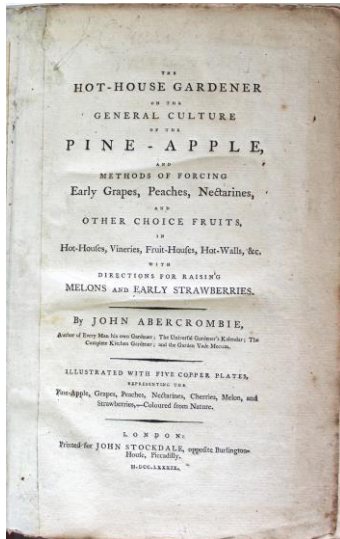 THE
HOT-HOUSE GARDENER
ON THE
GENERAL CULTURE
OF THE
PINE-APPLE,
AND
METHODS OF FORCING
Early Grapes, Peaches, Nectarines,
AND
OTHER CHOICE FRUITS,
IN
Hot-Houses, Vineries, Fruit-Houses, Hot-Walls, &c.
WITH
DIRECTIONS FOR RAISING
MELONS AND EARLY STRAWBERRIES.
By JOHN ABERCROMBIE,
Author of Every Man his own Gardener; The Universal Gardener's Kalendar; The
Complete Kitchen Gardener; and the Garden Vade Mecum.
ILLUSTRATED WITH FIVE COPPER PLATES,
REPRESENTING THE
Pine-Apple, Grapes, Peaches, Nectarines, Cherries, Melon, and
Strawberries,—Coloured from Nature.
LONDON:
Printed for JOHN STOCKDALE, opposite Burlington-
House, Piccadilly.
M.DCC.LXXXIX.